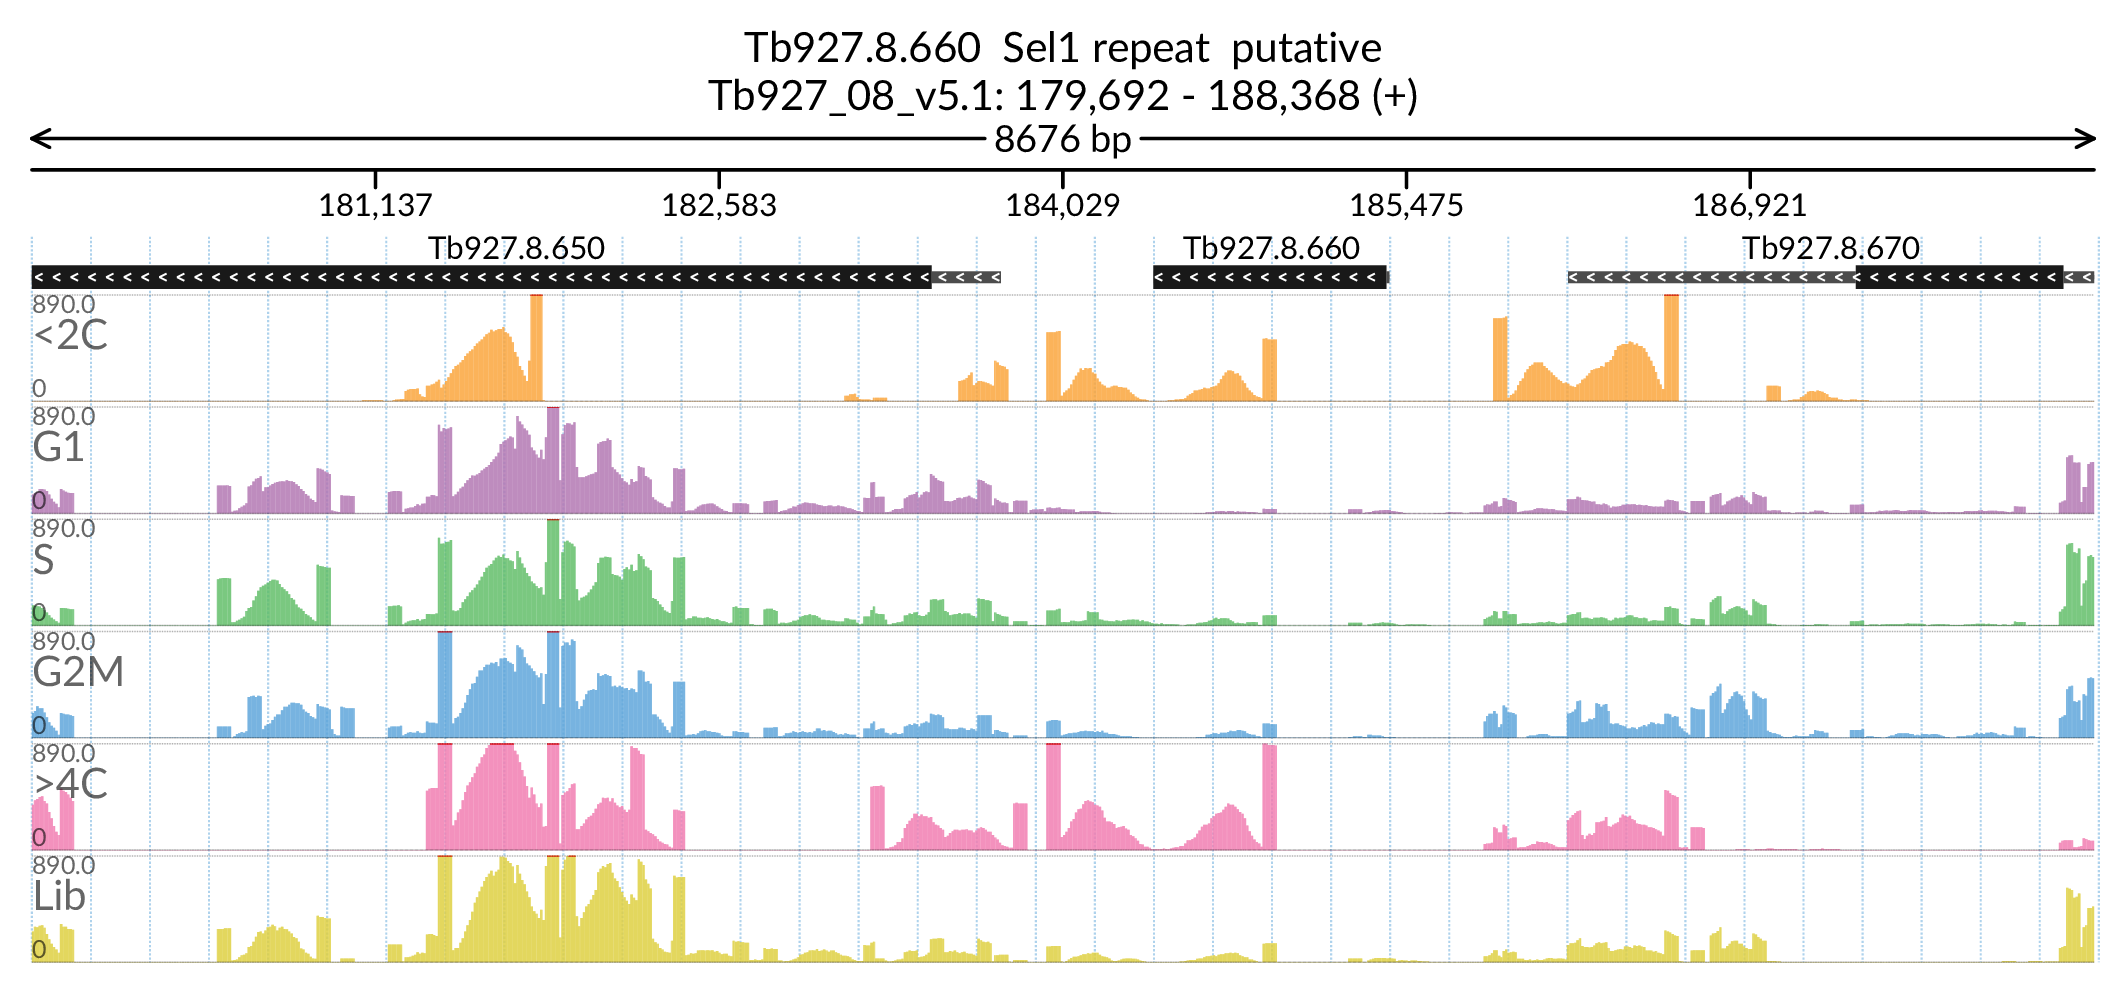 Tb927.8.660  Sel1 repeat  putative
Tb927_08_v5.1: 179,692 - 188,368 (+)
8676 bp
181,137 182,583 184,029 185,475 186,921
Tb927.8.650 Tb927.8.660 Tb927.8.670
890.0
<2C
0
890.0
G1
0
890.0
S
0
890.0
G2M
0
890.0
>4C
0
890.0
Lib
0